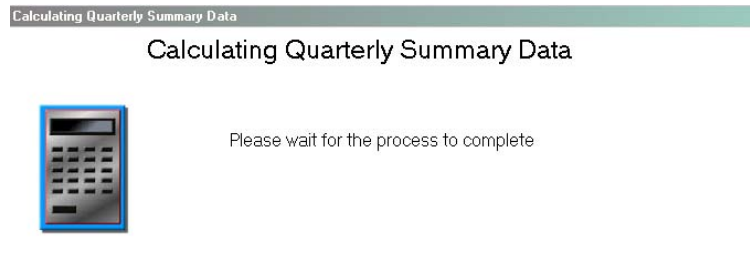 Calculating Quarterly Summary Data
Calculating Quarterly Summary Data
Please wait for the process to complete